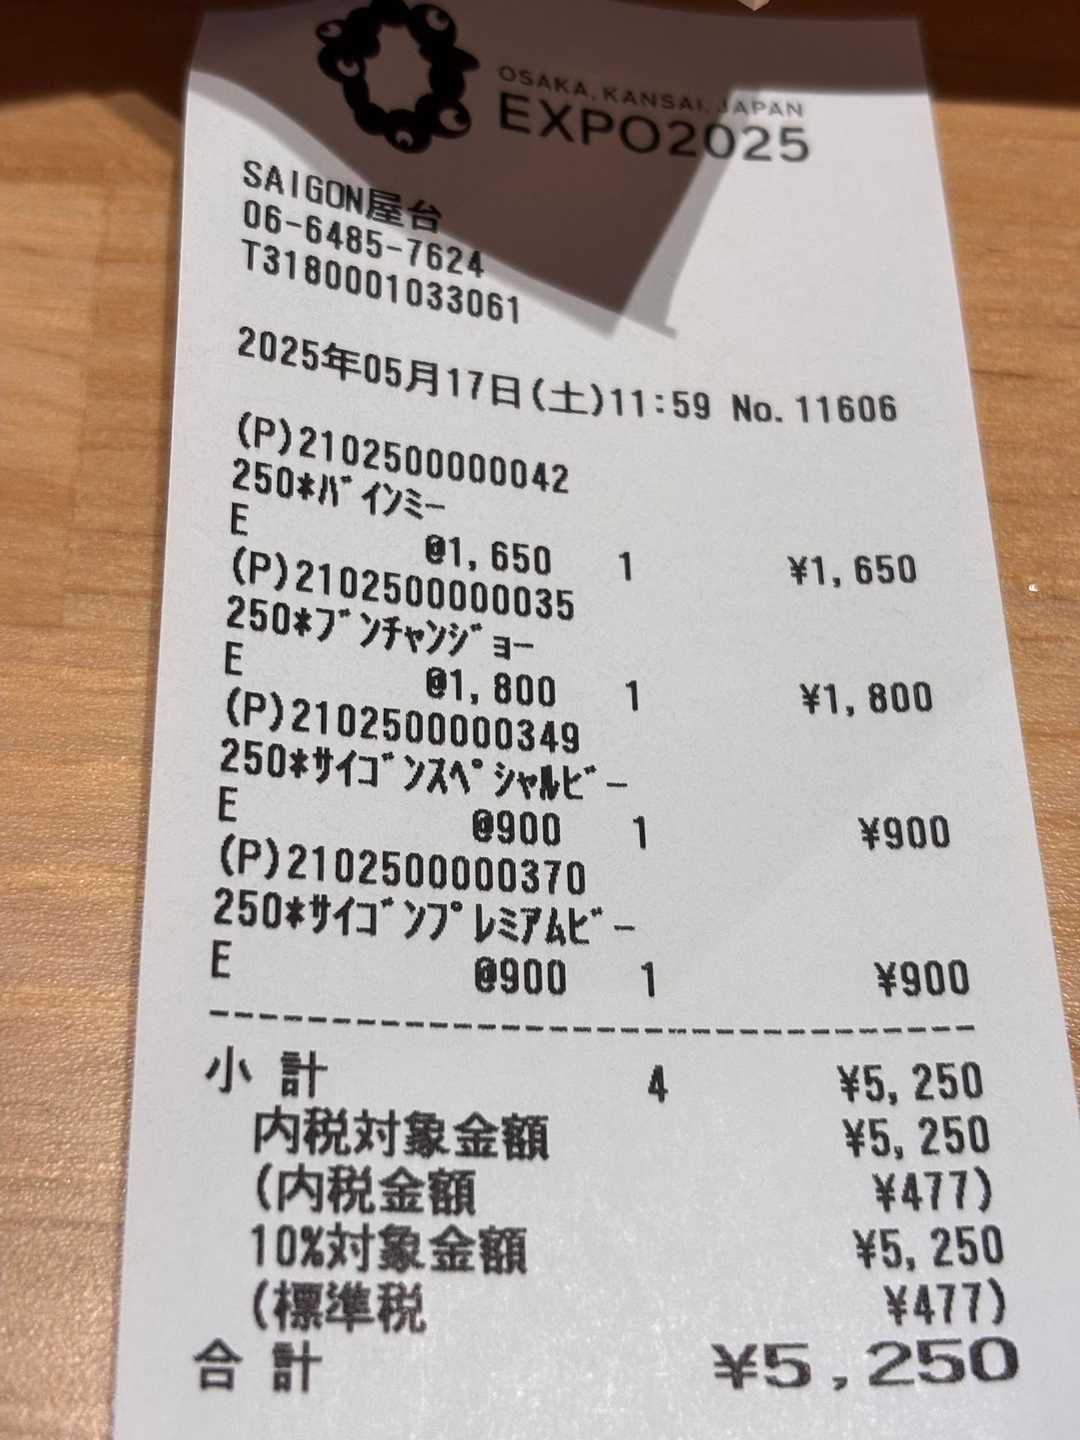 OSAKA, KANSAI, JAPAN
EXPO2025
SAIGON屋台
06-6485-7624
T3180001033061
2025年05月17日(土)11:59 No.11606
(P)2102500000042
250*ﾊﾞｲﾝﾐｰ
E @1,650 1 ¥1,650
(P)2102500000035
250*ﾌﾞﾝﾁｬﾝｼﾞｮｰ
E @1,800 1 ¥1,800
(P)2102500000349
250*ｻｲｺﾞﾝｽﾍﾟｼｬﾙﾋﾞｰ
E @900 1 ¥900
(P)2102500000370
250*ｻｲｺﾞﾝﾌﾟﾚﾐｱﾑﾋﾞｰ
E @900 1 ¥900
小 計 4 ¥5,250
内税対象金額 ¥5,250
(内税金額 ¥477)
10%対象金額 ¥5,250
(標準税 ¥477)
合 計 ¥5,250